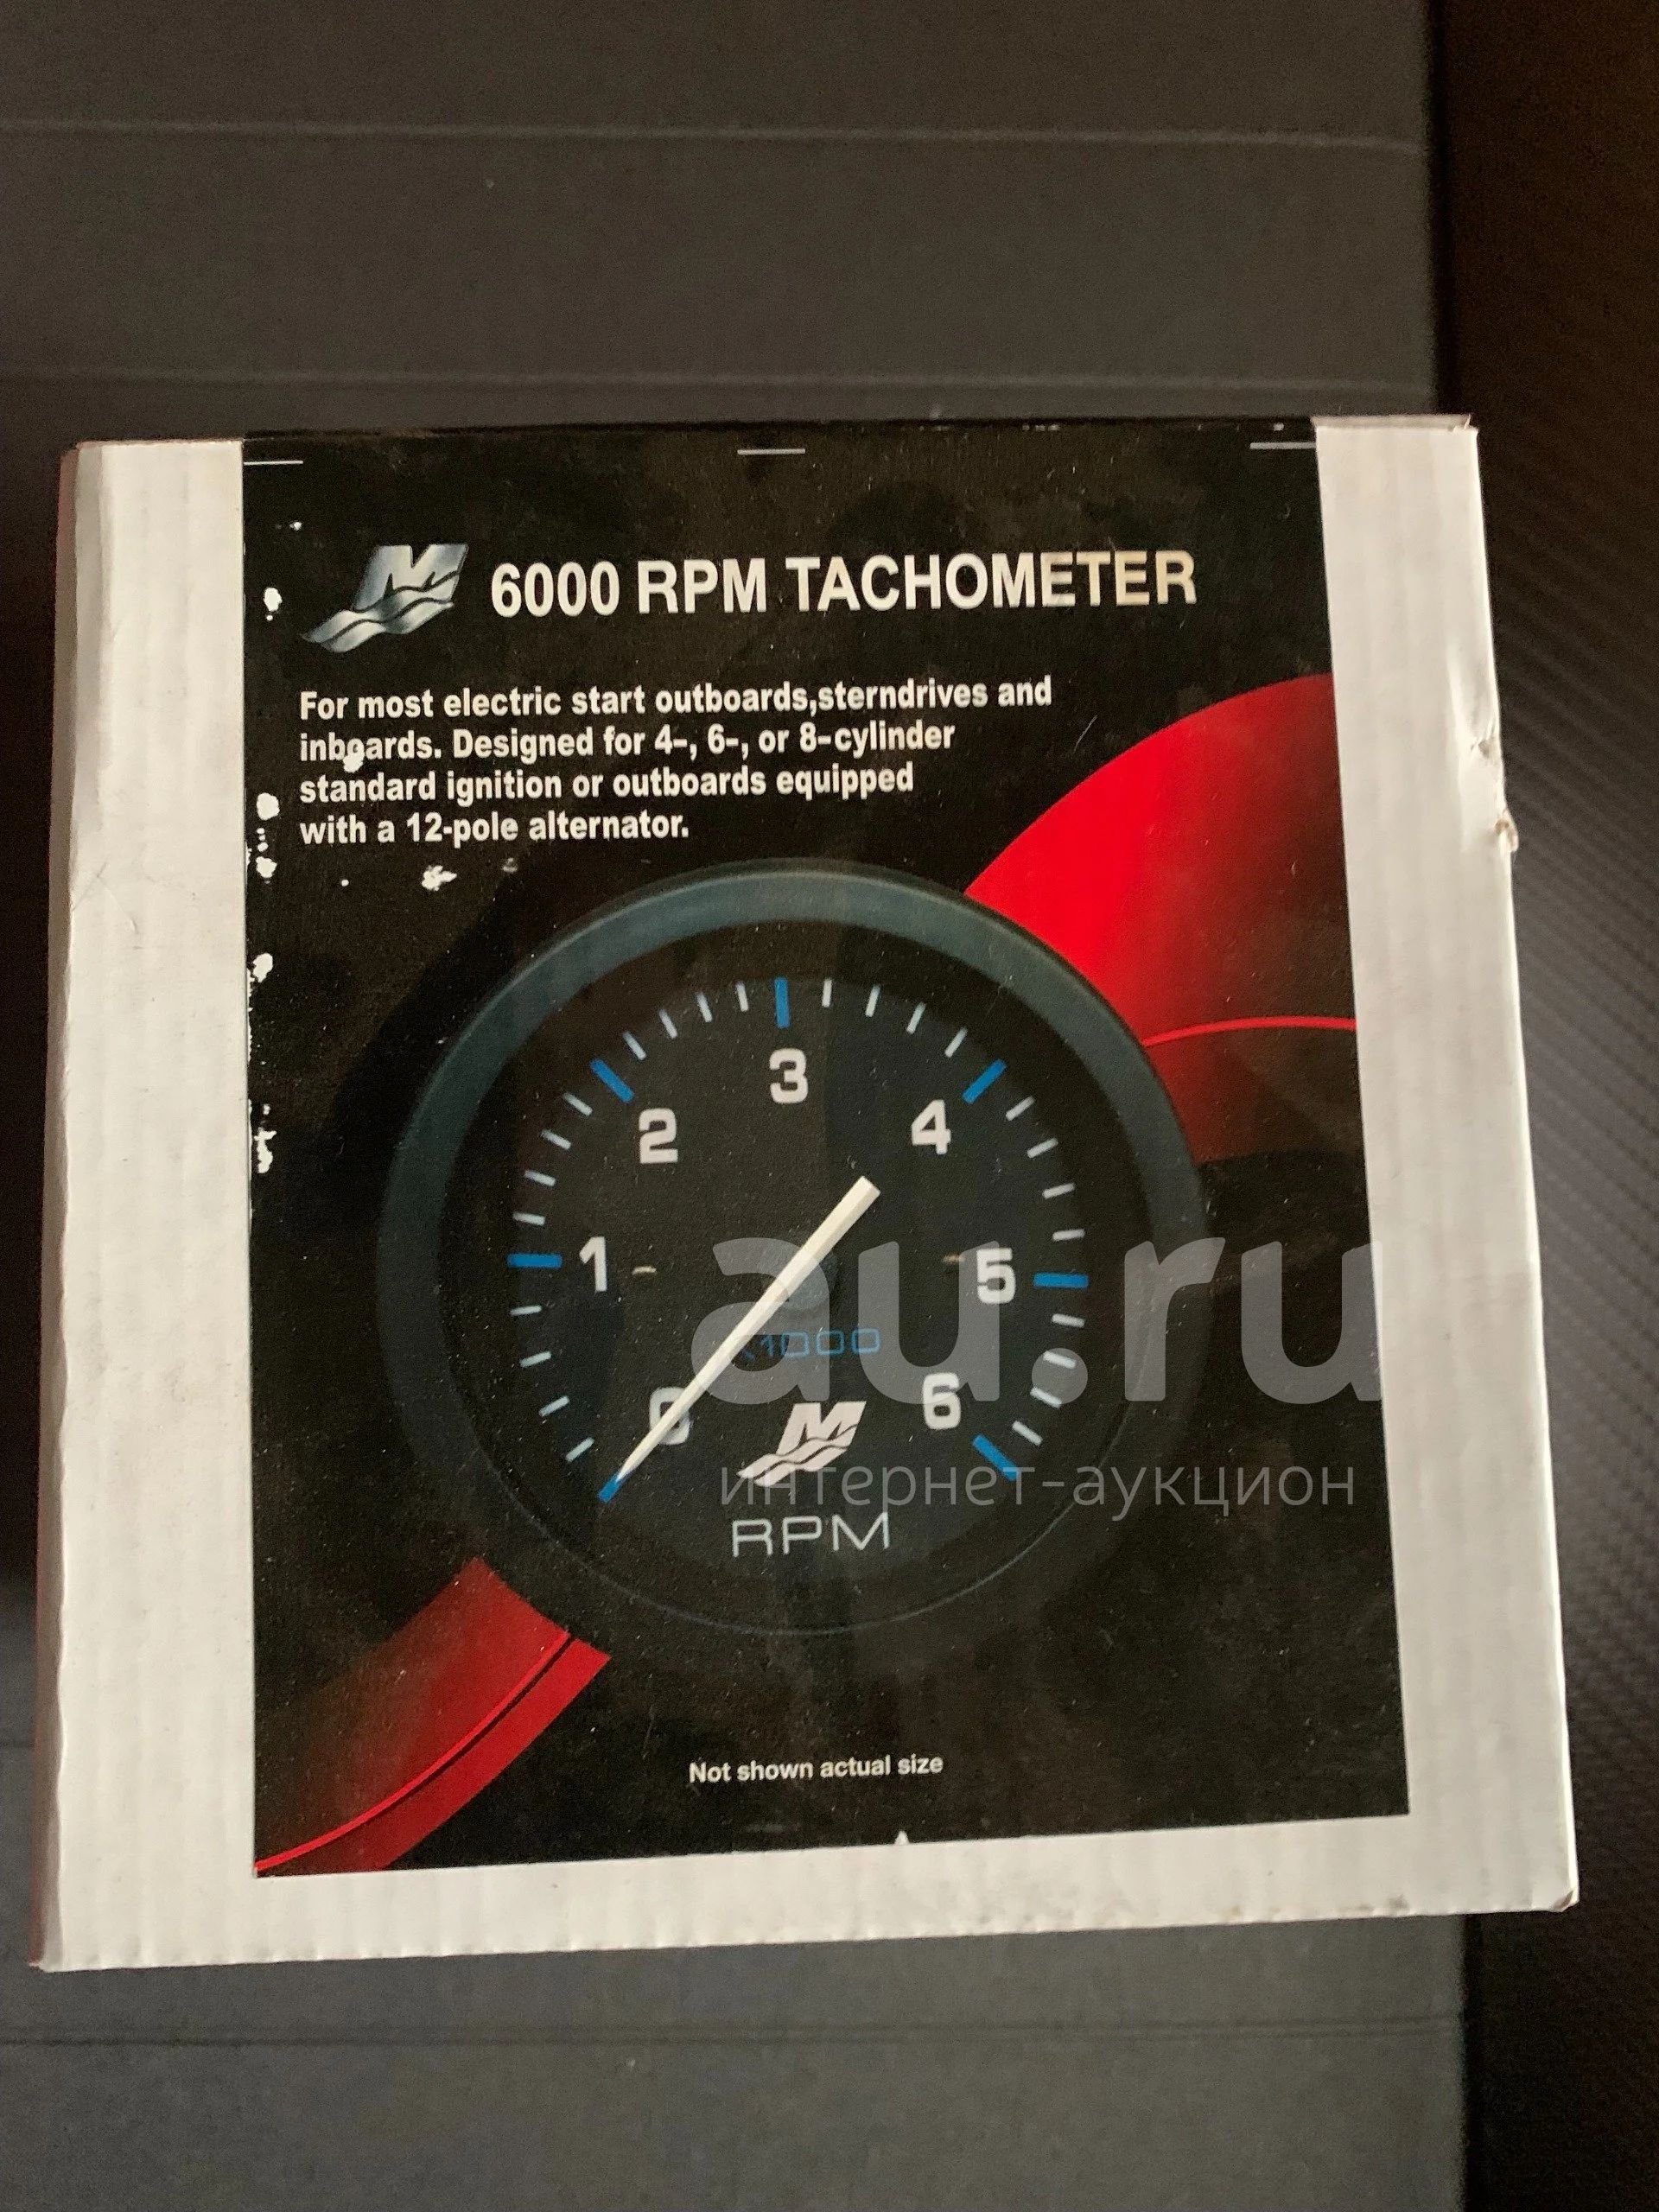 6000 RPM TACHOMETER
For most electric start outboards,sterndrives and
inboards. Designed for 4-, 6-, or 8-cylinder
standard ignition or outboards equipped
with a 12-pole alternator.
3
2
4
1
5
au.ru
1000
0
6
M
интернет-аукцион
RPM
Not shown actual size